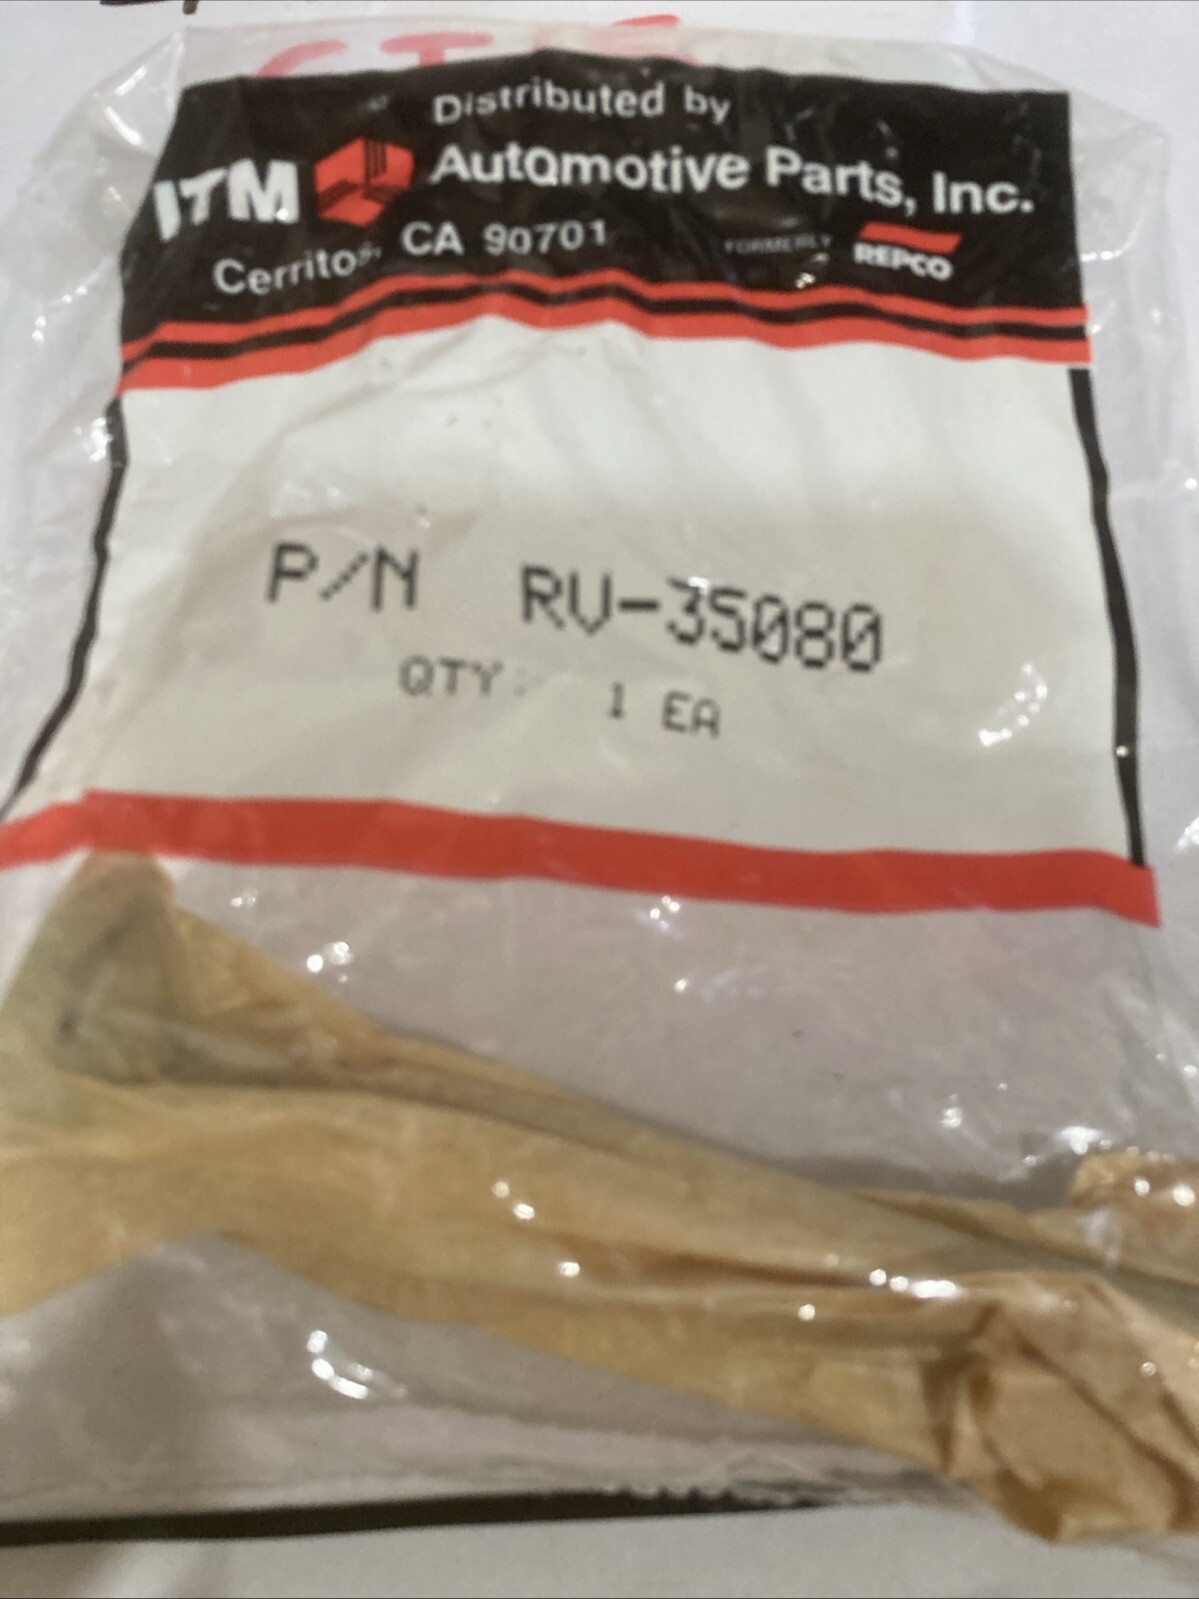 Distributed by
ITM Automotive Parts, Inc.
Cerritos, CA 90701
FORMERLY REPCO
P/N RV-35080
QTY: 1 EA